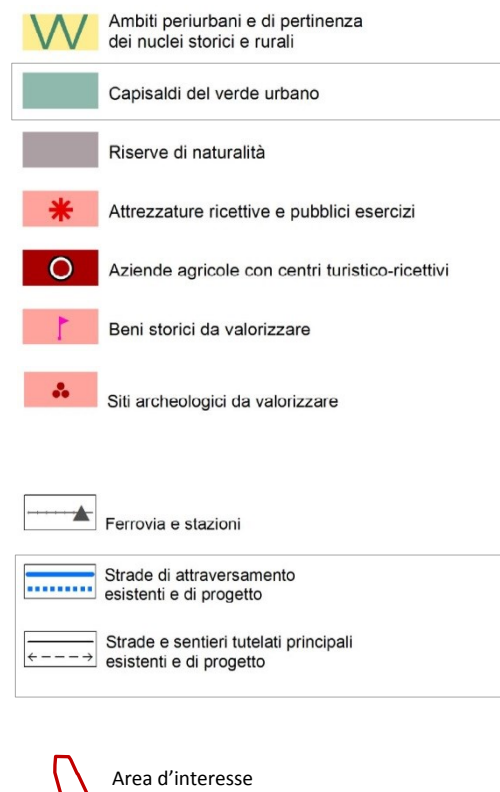 Ambiti periurbani e di pertinenza
dei nuclei storici e rurali
Capisaldi del verde urbano
Riserve di naturalità
Attrezzature ricettive e pubblici esercizi
Aziende agricole con centri turistico-ricettivi
Beni storici da valorizzare
Siti archeologici da valorizzare
Ferrovia e stazioni
Strade di attraversamento
esistenti e di progetto
Strade e sentieri tutelati principali
esistenti e di progetto
Area d’interesse